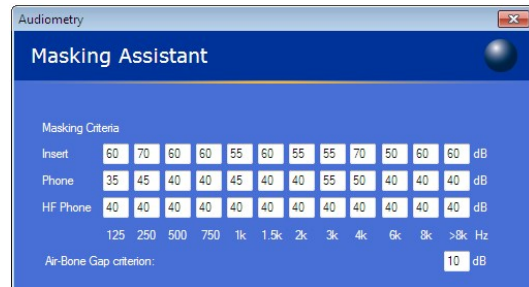 Audiometry
Masking Assistant
Masking Criteria
Insert 60 70 60 60 55 60 55 55 70 50 60 60 dB
Phone 35 45 40 40 45 40 40 55 50 40 40 40 dB
HF Phone 40 40 40 40 40 40 40 40 40 40 40 40 dB
125 250 500 750 1k 1.5k 2k 3k 4k 6k 8k >8k Hz
Air-Bone Gap criterion: 10 dB